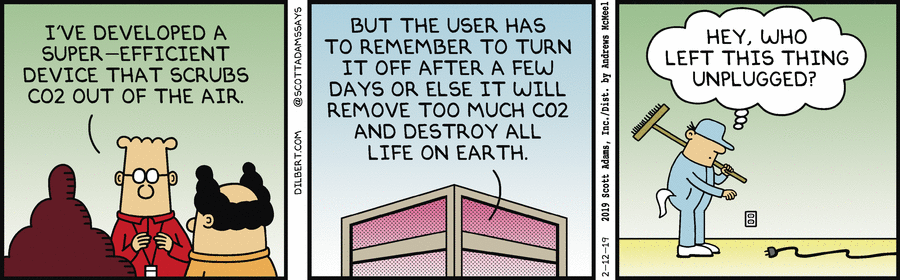 I'VE DEVELOPED A
SUPER-EFFICIENT
DEVICE THAT SCRUBS
CO2 OUT OF THE AIR.
DILBERT.COM @SCOTTADAMSSAYS
BUT THE USER HAS
TO REMEMBER TO TURN
IT OFF AFTER A FEW
DAYS OR ELSE IT WILL
REMOVE TOO MUCH CO2
AND DESTROY ALL
LIFE ON EARTH.
2-12-19 2019 Scott Adams, Inc./Dist. by Andrews McMeel
HEY, WHO
LEFT THIS THING
UNPLUGGED?